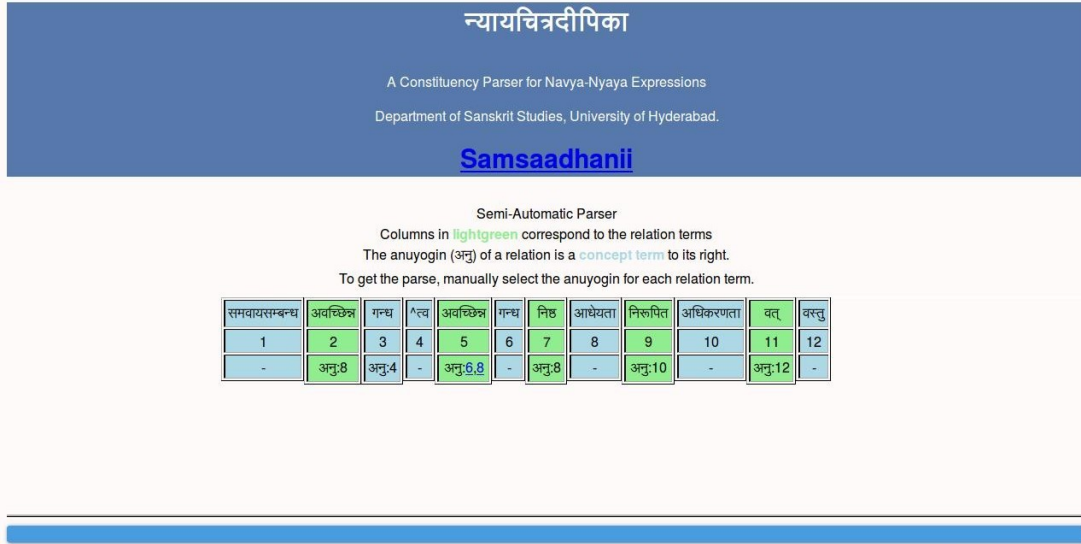 न्यायचित्रदीपिका
A Constituency Parser for Navya-Nyaya Expressions
Department of Sanskrit Studies, University of Hyderabad.
Samsaadhanii
Semi-Automatic Parser
Columns in lightgreen correspond to the relation terms
The anuyogin (अनु) of a relation is a concept term to its right.
To get the parse, manually select the anuyogin for each relation term.
समवायसम्बन्ध अवच्छिन्न गन्ध ^त्व अवच्छिन्न गन्ध निष्ठ आधेयता निरूपित अधिकरणता वत् वस्तु
1 2 3 4 5 6 7 8 9 10 11 12
- अनु:8 अनु:4 - अनु:6,8 - अनु:8 - अनु:10 - अनु:12 -